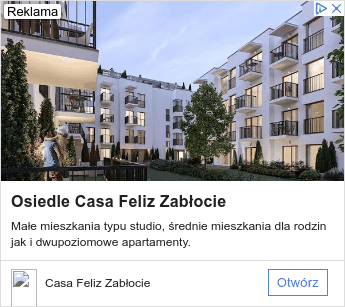 Reklama
Osiedle Casa Feliz Zabłocie
Małe mieszkania typu studio, średnie mieszkania dla rodzin
jak i dwupoziomowe apartamenty.
Casa Feliz Zabłocie
Otwórz